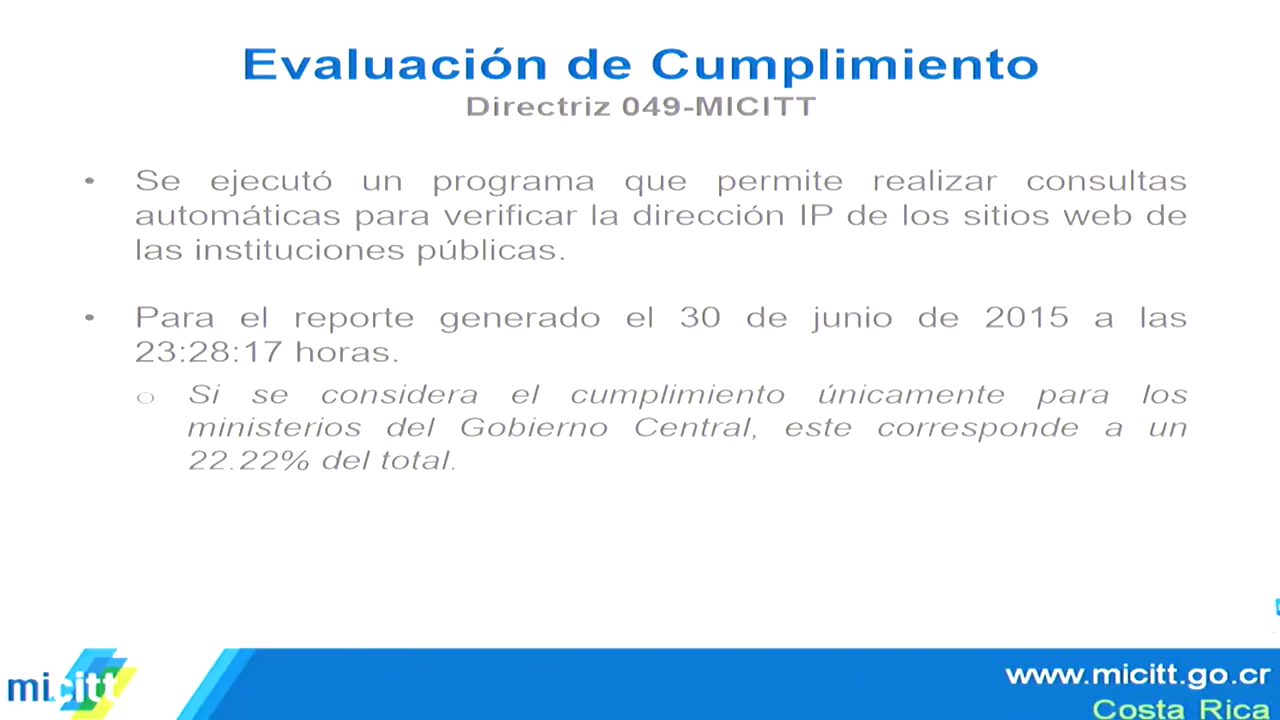 Evaluación de Cumplimiento
Directriz 049-MICITT
• Se ejecutó un programa que permite realizar consultas
automáticas para verificar la dirección IP de los sitios web de
las instituciones públicas.
• Para el reporte generado el 30 de junio de 2015 a las
23:28:17 horas.
o Si se considera el cumplimiento únicamente para los
ministerios del Gobierno Central, este corresponde a un
22.22% del total.
micitt
www.micitt.go.cr
Costa Rica